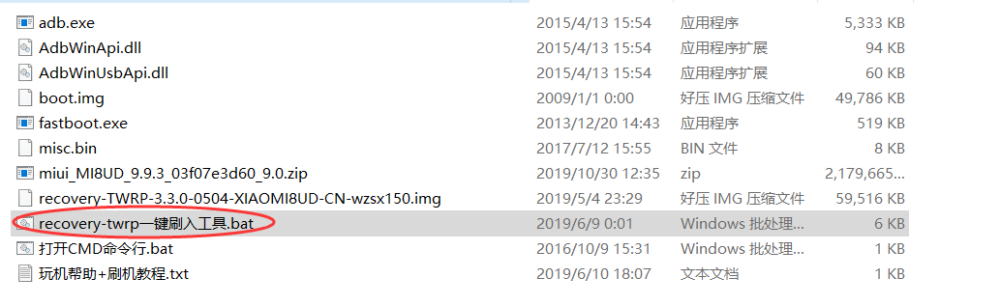 adb.exe 2015/4/13 15:54 应用程序 5,333 KB
AdbWinApi.dll 2015/4/13 15:54 应用程序扩展 94 KB
AdbWinUsbApi.dll 2015/4/13 15:54 应用程序扩展 60 KB
boot.img 2009/1/1 0:00 好压 IMG 压缩文件 49,786 KB
fastboot.exe 2013/12/20 14:43 应用程序 519 KB
misc.bin 2017/7/12 15:55 BIN 文件 8 KB
miui_MI8UD_9.9.3_03f07e3d60_9.0.zip 2019/10/30 12:35 zip 2,179,665...
recovery-TWRP-3.3.0-0504-XIAOMI8UD-CN-wzsx150.img 2019/5/4 23:29 好压 IMG 压缩文件 59,516 KB
recovery-twrp一键刷入工具.bat 2019/6/9 0:01 Windows 批处理... 6 KB
打开CMD命令行.bat 2016/10/9 15:31 Windows 批处理... 1 KB
玩机帮助+刷机教程.txt 2019/6/10 18:07 文本文档 1 KB